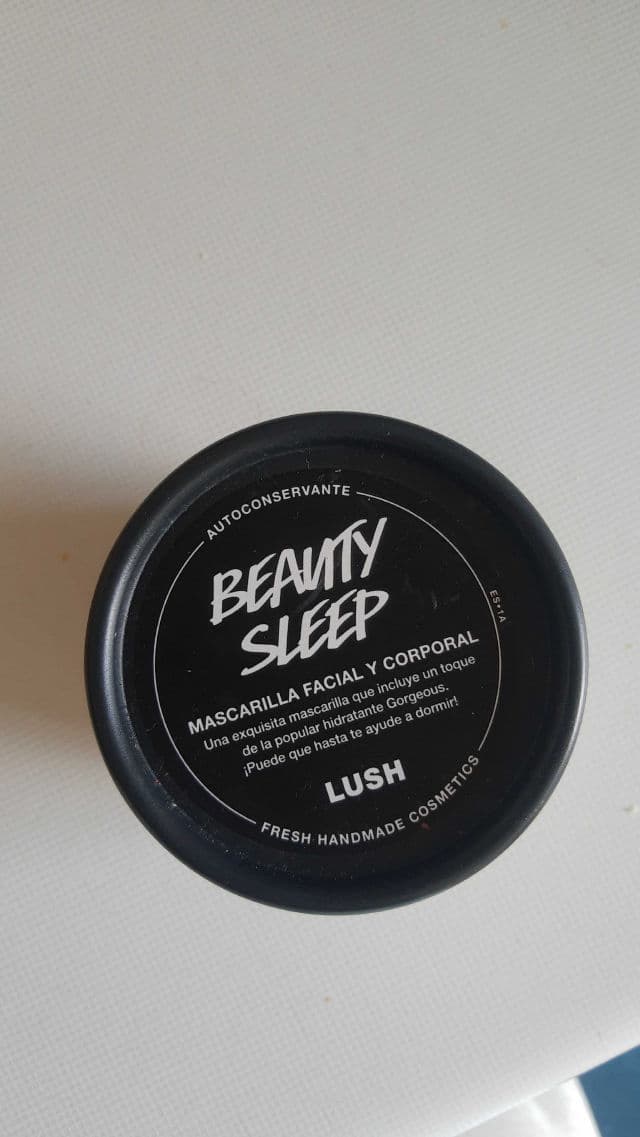 AUTOCONSERVANTE
BEAUTY
SLEEP
ES•1A
MASCARILLA FACIAL Y CORPORAL
Una exquisita mascarilla que incluye un toque
de la popular hidratante Gorgeous.
¡Puede que hasta te ayude a dormir!
LUSH
FRESH HANDMADE COSMETICS